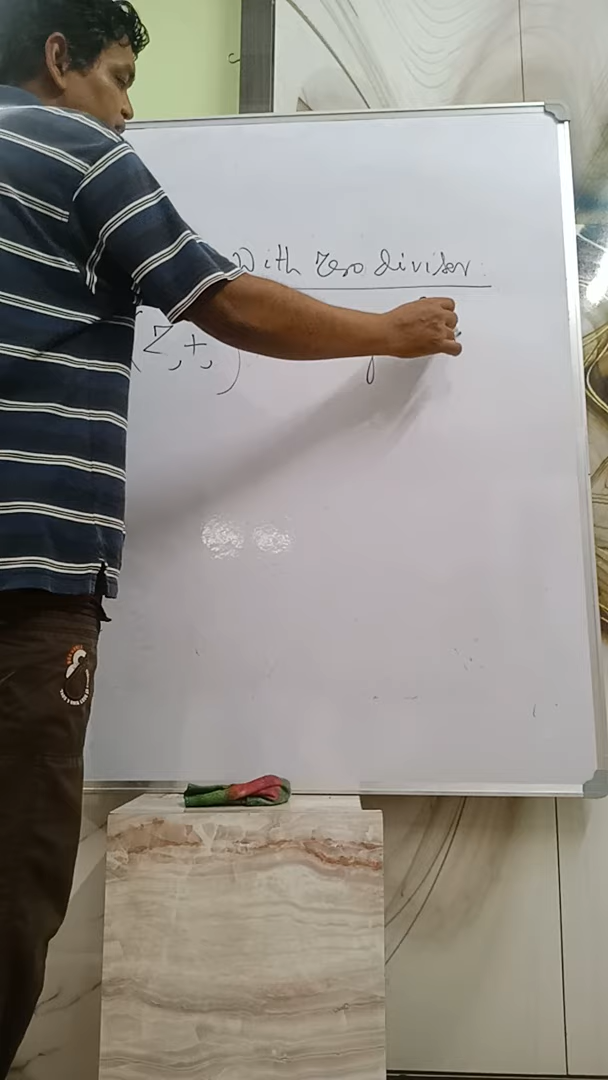 With zero divisor
(Z, +, )